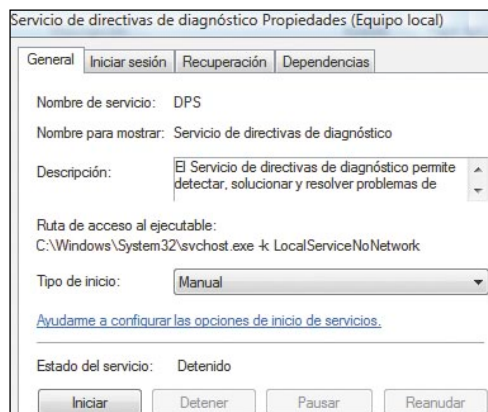 Servicio de directivas de diagnóstico Propiedades (Equipo local)
General Iniciar sesión Recuperación Dependencias
Nombre de servicio: DPS
Nombre para mostrar: Servicio de directivas de diagnóstico
Descripción: El Servicio de directivas de diagnóstico permite
detectar, solucionar y resolver problemas de
Ruta de acceso al ejecutable:
C:\Windows\System32\svchost.exe -k LocalServiceNoNetwork
Tipo de inicio: Manual
Ayudarme a configurar las opciones de inicio de servicios.
Estado del servicio: Detenido
Iniciar Detener Pausar Reanudar